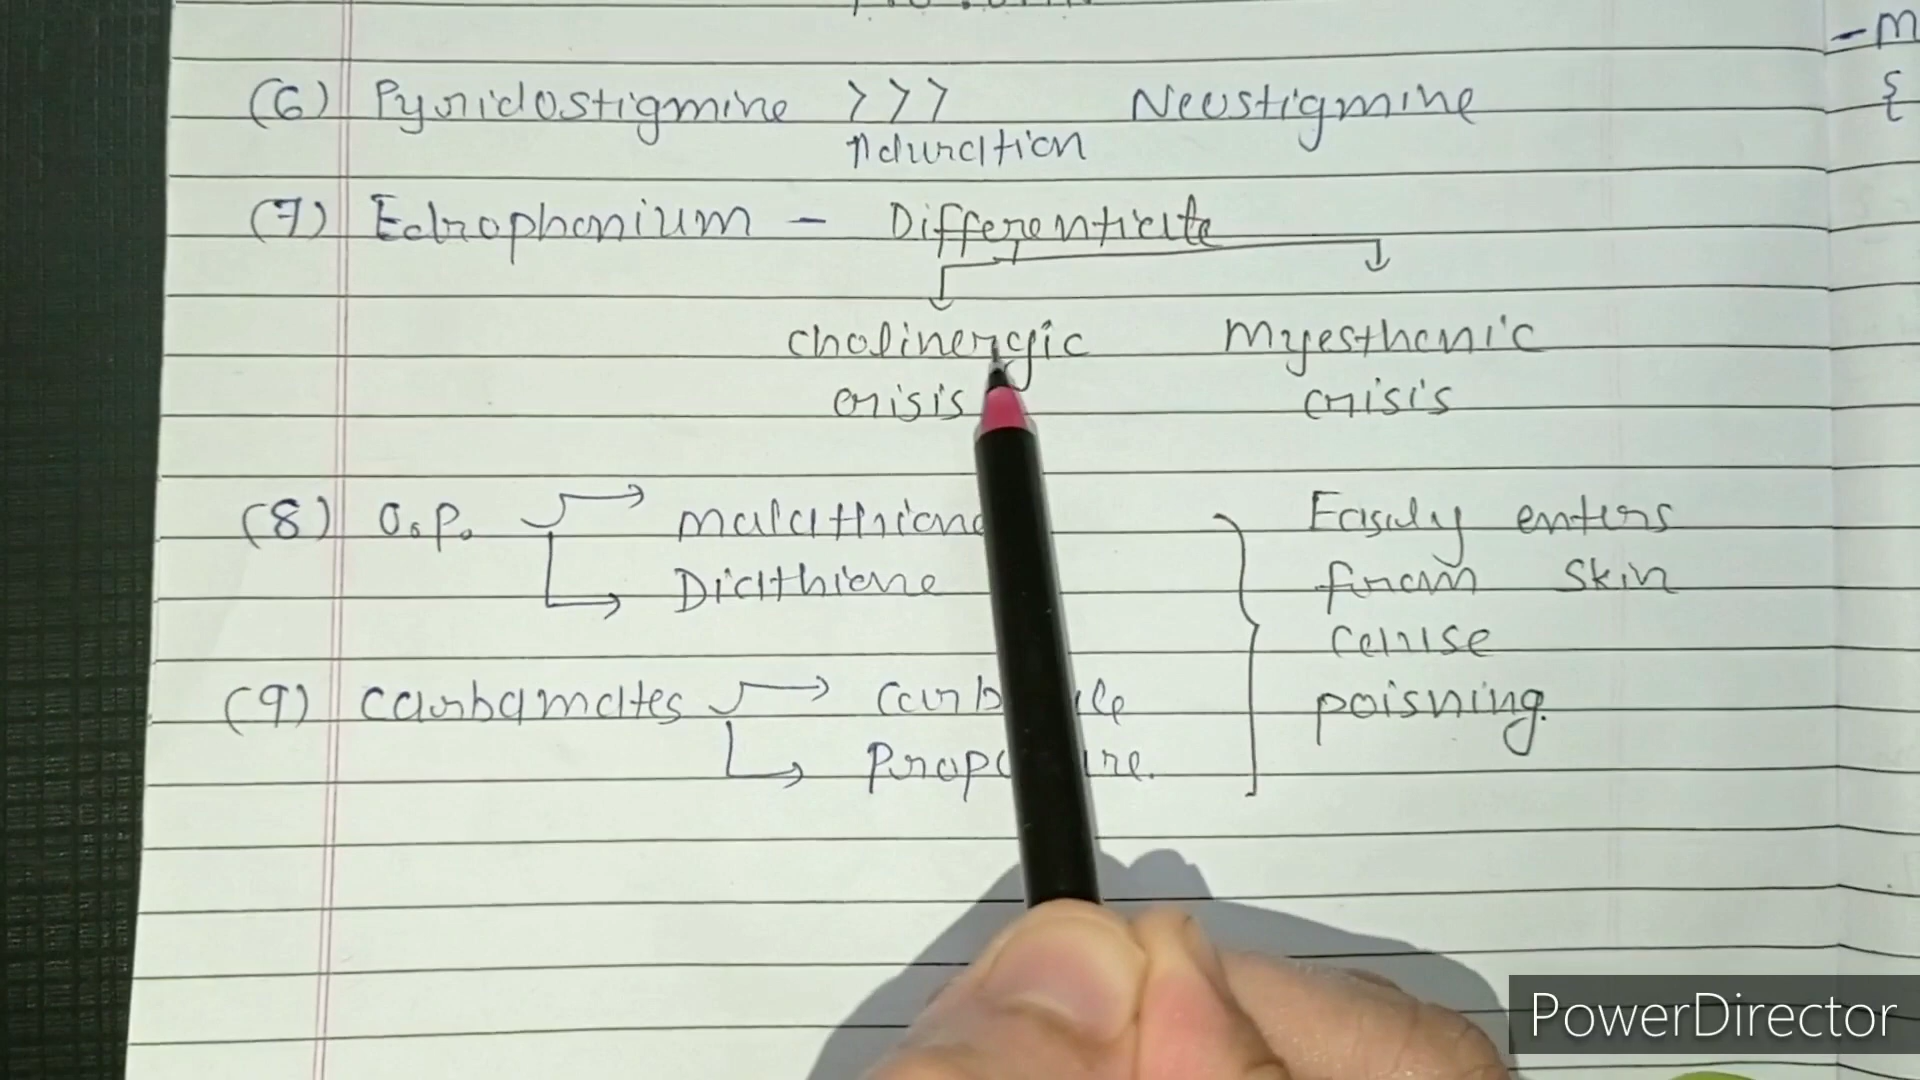 -m
(6) Pyridostigmine >>> Neostigmine {
↑duration
(7) Edrophonium - Differentiate
cholinergic Myesthenic
crisis crisis
(8) O.P. → malathione Easily enters
→ Diathione from Skin
cause
(9) carbamates → poisning.
→
PowerDirector